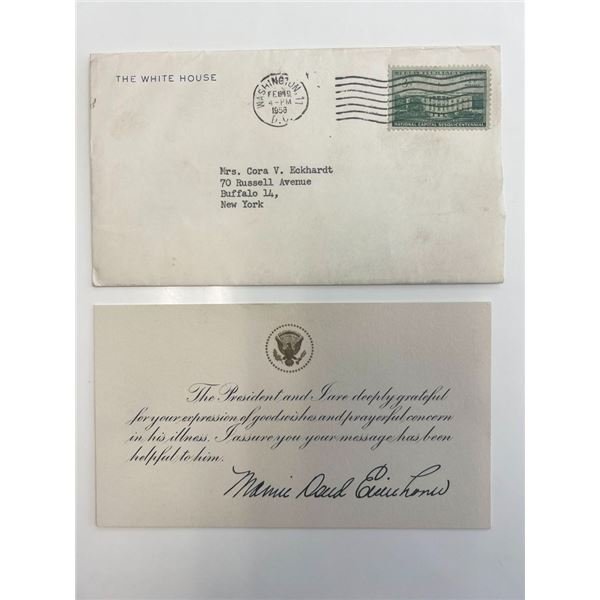 THE WHITE HOUSE
WASHINGTON, 11
FEB
4-PM
1956
D.C.
NATIONAL CAPITAL SESQUICENTENNIAL
Mrs. Cora V. Eckhardt
70 Russell Avenue
Buffalo 14,
New York
The President and I are deeply grateful
for your expression of good wishes and prayerful concern
in his illness. I assure you your message has been
helpful to him.
Mamie Doud Eisenhower